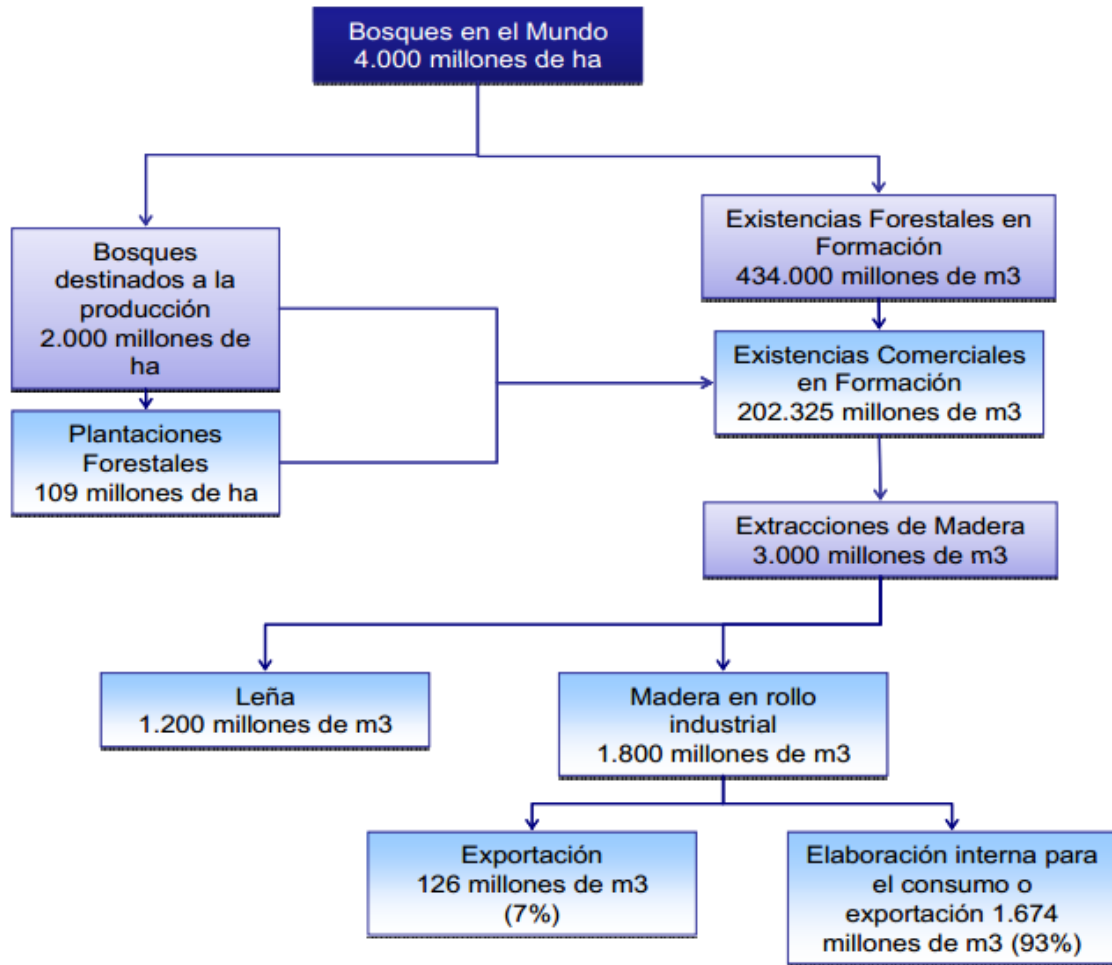 Bosques en el Mundo
4.000 millones de ha
Bosques
destinados a la
producción
2.000 millones de
ha
Existencias Forestales en
Formación
434.000 millones de m3
Plantaciones
Forestales
109 millones de ha
Existencias Comerciales
en Formación
202.325 millones de m3
Extracciones de Madera
3.000 millones de m3
Leña
1.200 millones de m3
Madera en rollo
industrial
1.800 millones de m3
Exportación
126 millones de m3
(7%)
Elaboración interna para
el consumo o
exportación 1.674
millones de m3 (93%)